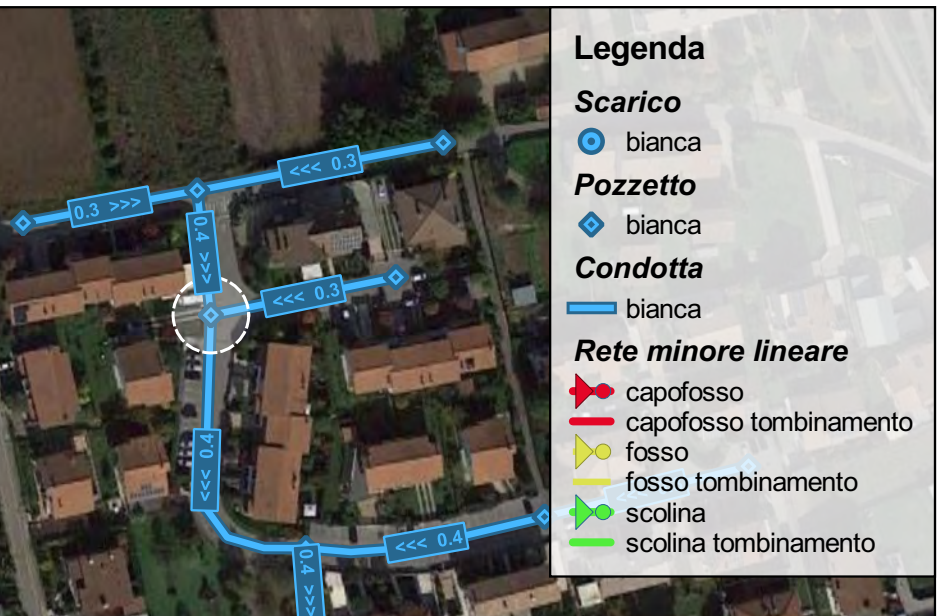 Legenda
Scarico
bianca
Pozzetto
bianca
Condotta
bianca
Rete minore lineare
capofosso
capofosso tombinamento
fosso
fosso tombinamento
scolina
scolina tombinamento
<<< 0.3
0.3 >>>
0.4 >>>
<<< 0.3
0.4 >>>
<<< 0.4
0.4 >>>